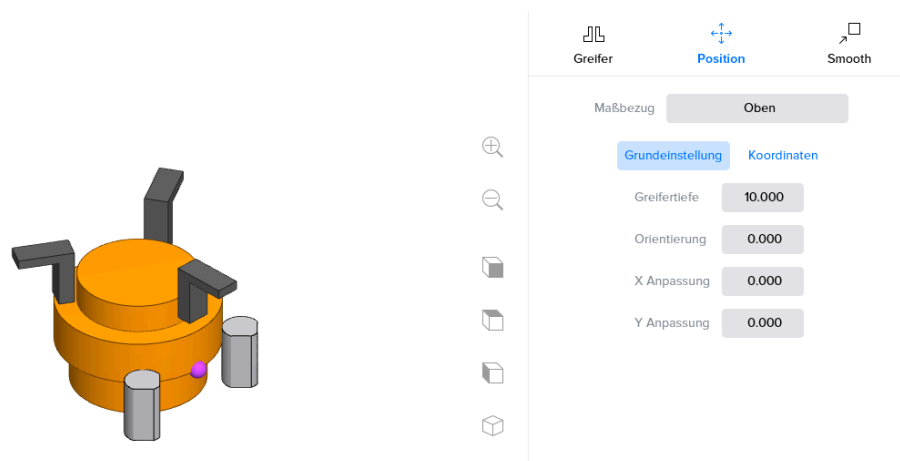 Greifer Position Smooth
Maßbezug Oben
Grundeinstellung Koordinaten
Greifertiefe 10.000
Orientierung 0.000
X Anpassung 0.000
Y Anpassung 0.000